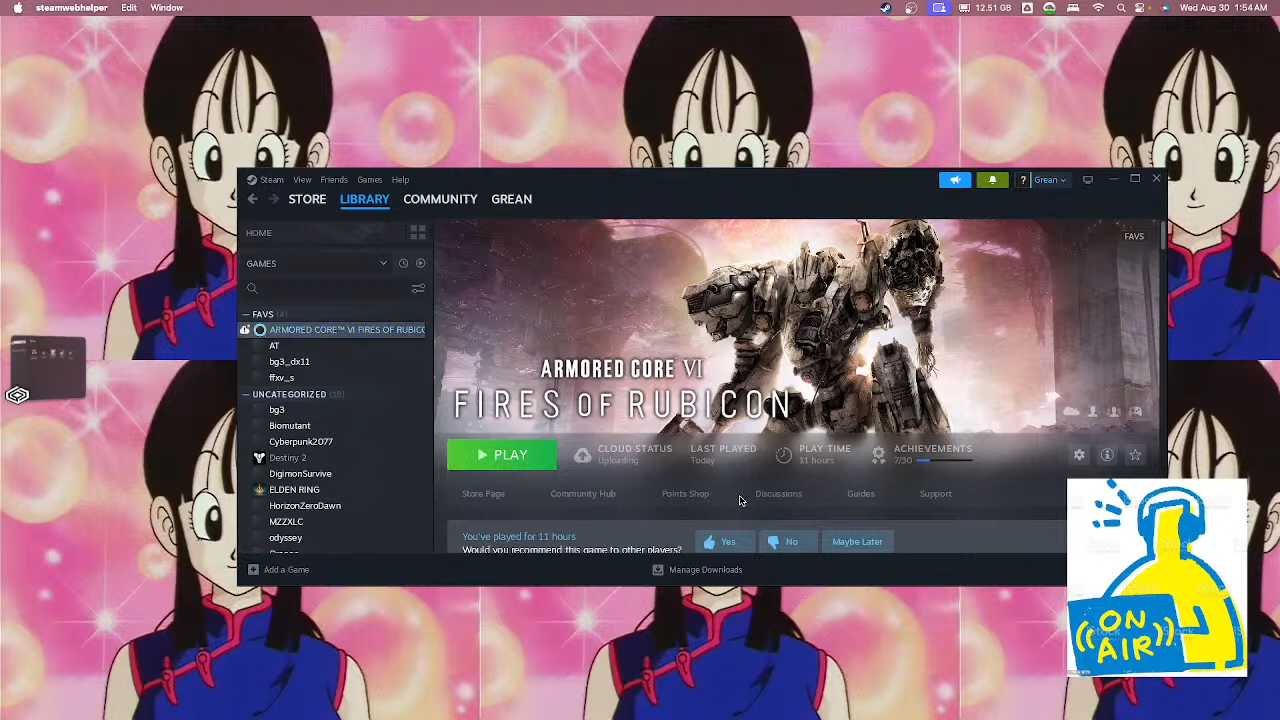 steamwebhelper Edit Window
12.51 GB Wed Aug 30 1:54AM
Steam View Friends Games Help
? Grean
STORE LIBRARY COMMUNITY GREAN
HOME
GAMES
FAVS
— FAVS (4)
ARMORED CORE™ VI FIRES OF RUBICO
AT
bg3_dx11
ffxv_s
— UNCATEGORIZED (18)
bg3
Biomutant
Cyberpunk2077
Destiny 2
DigimonSurvive
ELDEN RING
HorizonZeroDawn
MZZXLC
odyssey
ARMORED CORE VI
FIRES OF RUBICON
PLAY
CLOUD STATUS
Uploading
LAST PLAYED
Today
PLAY TIME
11 hours
ACHIEVEMENTS
7/30
Store Page Community Hub Points Shop Discussions Guides Support
You've played for 11 hours
Would you recommend this game to other players?
Yes No Maybe Later
Add a Game Manage Downloads
ON
AIR